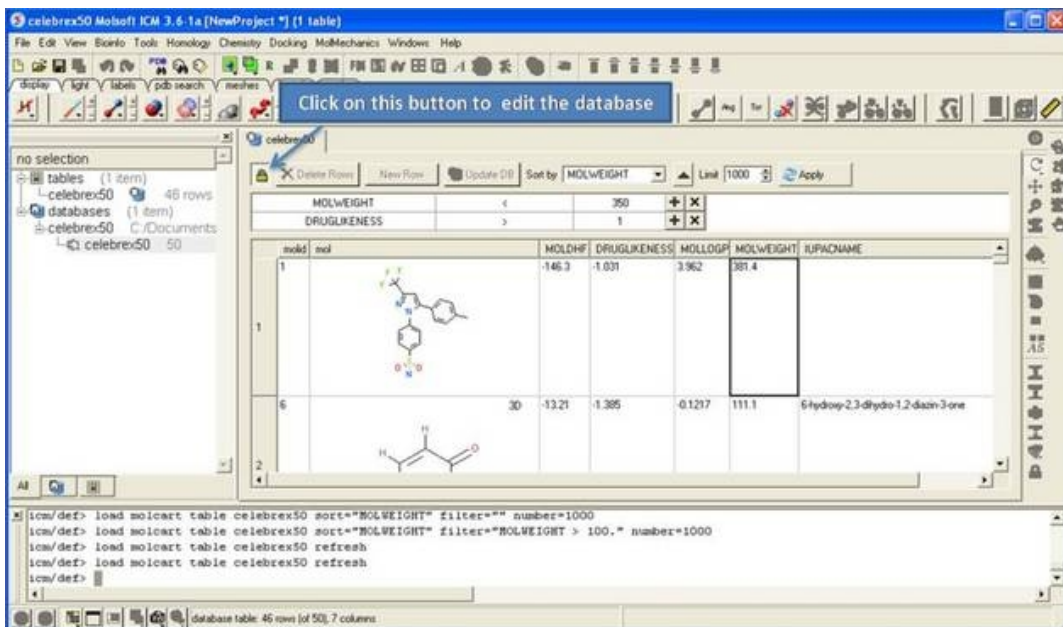 celebrex50 Molsoft ICM 3.6-1a [NewProject *] (1 table)
File Edit View Bioinfo Tools Homology Chemistry Docking MolMechanics Windows Help
display light labels pdb search meshes
Click on this button to edit the database
celebrex50
no selection
tables (1 item)
celebrex50 46 rows
databases (1 item)
celebrex50 C:/Documents
celebrex50 50
Delete Rows New Row Update DB Sort by MOLWEIGHT Limit 1000 Apply
MOLWEIGHT < 350
DRUGLIKENESS > 1
molid mol MOLDHF DRUGLIKENESS MOLLOGP MOLWEIGHT IUPACNAME
1 1 -146.3 -1.031 3.962 381.4
2 6 3D -13.21 -1.385 -0.1217 111.1 6-hydroxy-2,3-dihydro-1,2-diazin-3-one
All
icm/def> load molcart table celebrex50 sort="MOLWEIGHT" filter="" number=1000
icm/def> load molcart table celebrex50 sort="MOLWEIGHT" filter="MOLWEIGHT > 100." number=1000
icm/def> load molcart table celebrex50 refresh
icm/def> load molcart table celebrex50 refresh
icm/def>
database table: 46 rows (of 50), 7 columns